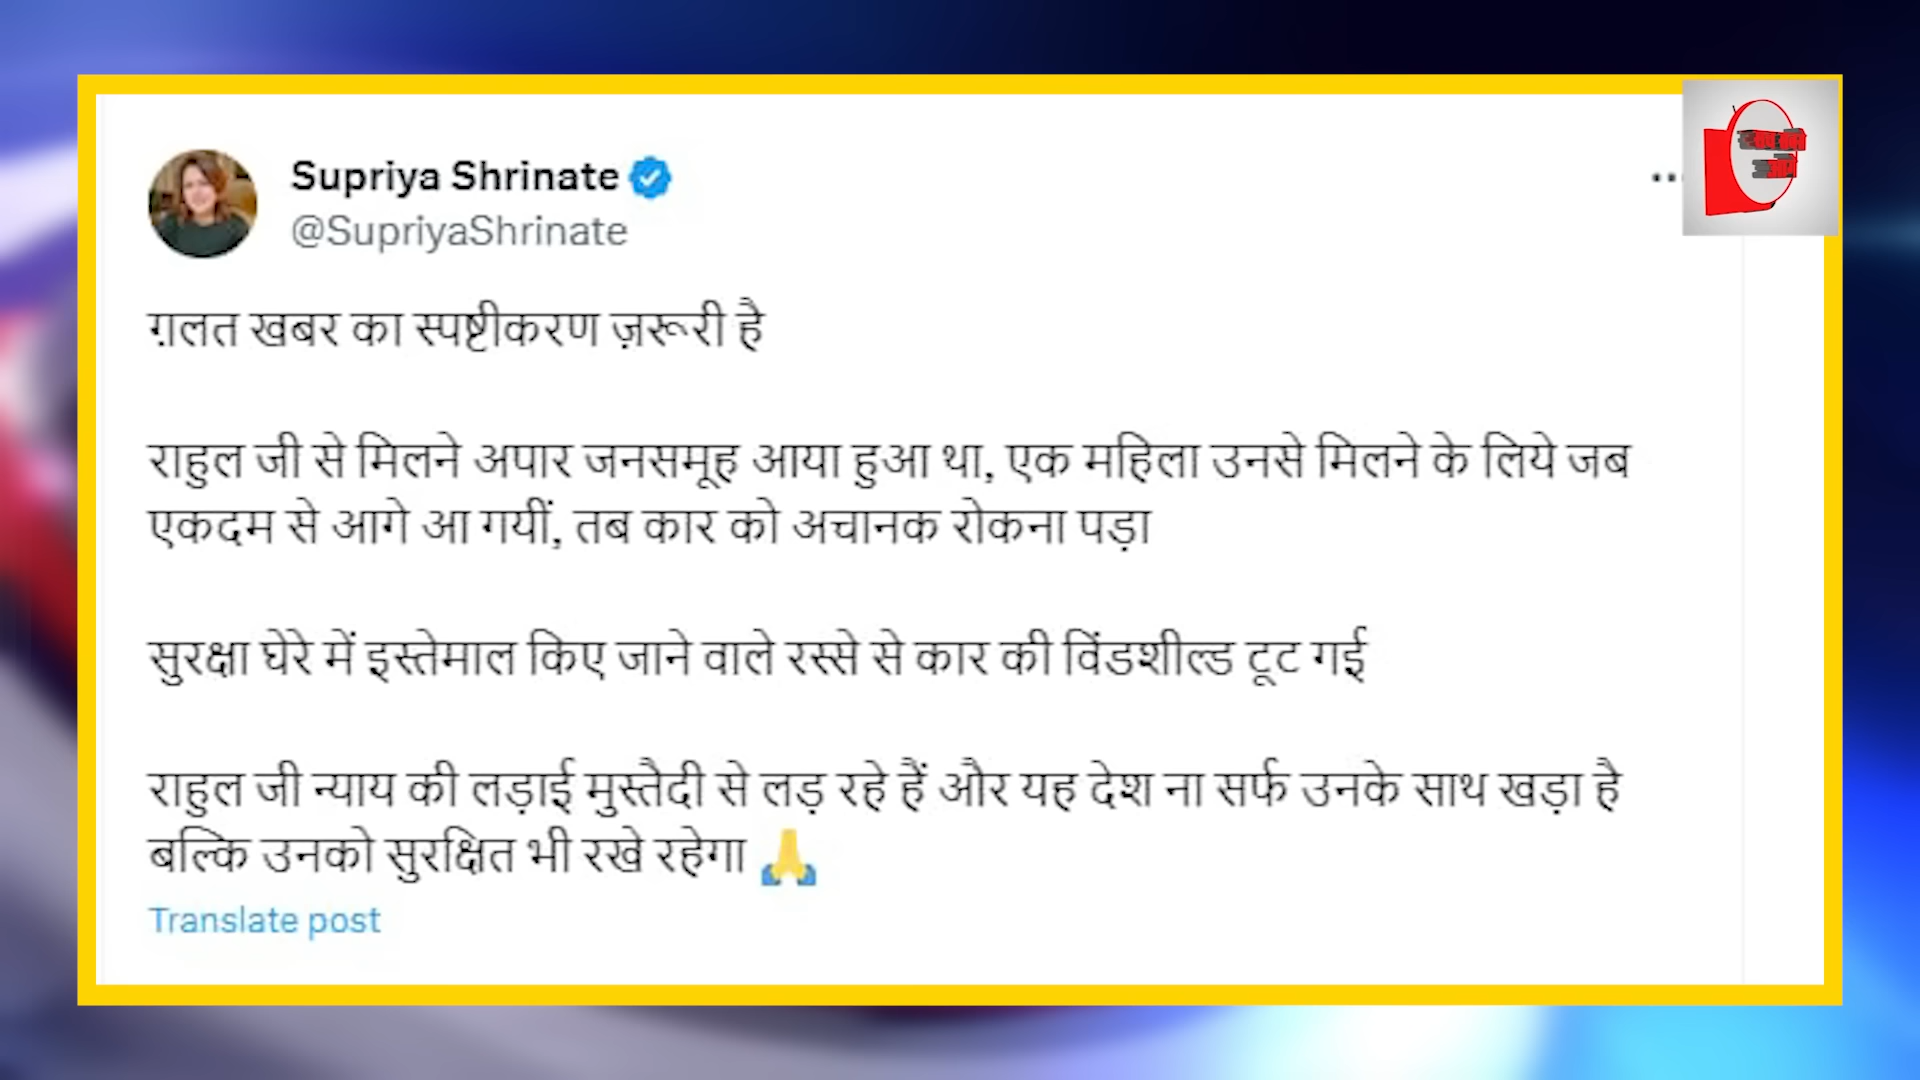 Supriya Shrinate
@SupriyaShrinate
ग़लत खबर का स्पष्टीकरण ज़रूरी है
राहुल जी से मिलने अपार जनसमूह आया हुआ था, एक महिला उनसे मिलने के लिये जब
एकदम से आगे आ गयीं, तब कार को अचानक रोकना पड़ा
सुरक्षा घेरे में इस्तेमाल किए जाने वाले रस्से से कार की विंडशील्ड टूट गई
राहुल जी न्याय की लड़ाई मुस्तैदी से लड़ रहे हैं और यह देश ना सर्फ उनके साथ खड़ा है
बल्कि उनको सुरक्षित भी रखे रहेगा 🙏
Translate post